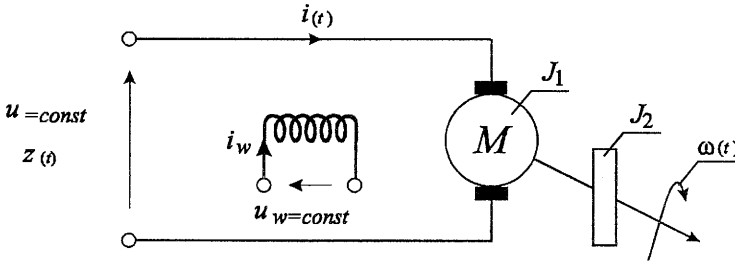 i(t)
J1
u=const
z(t)
iw
uw=const
M
J2
ω(t)